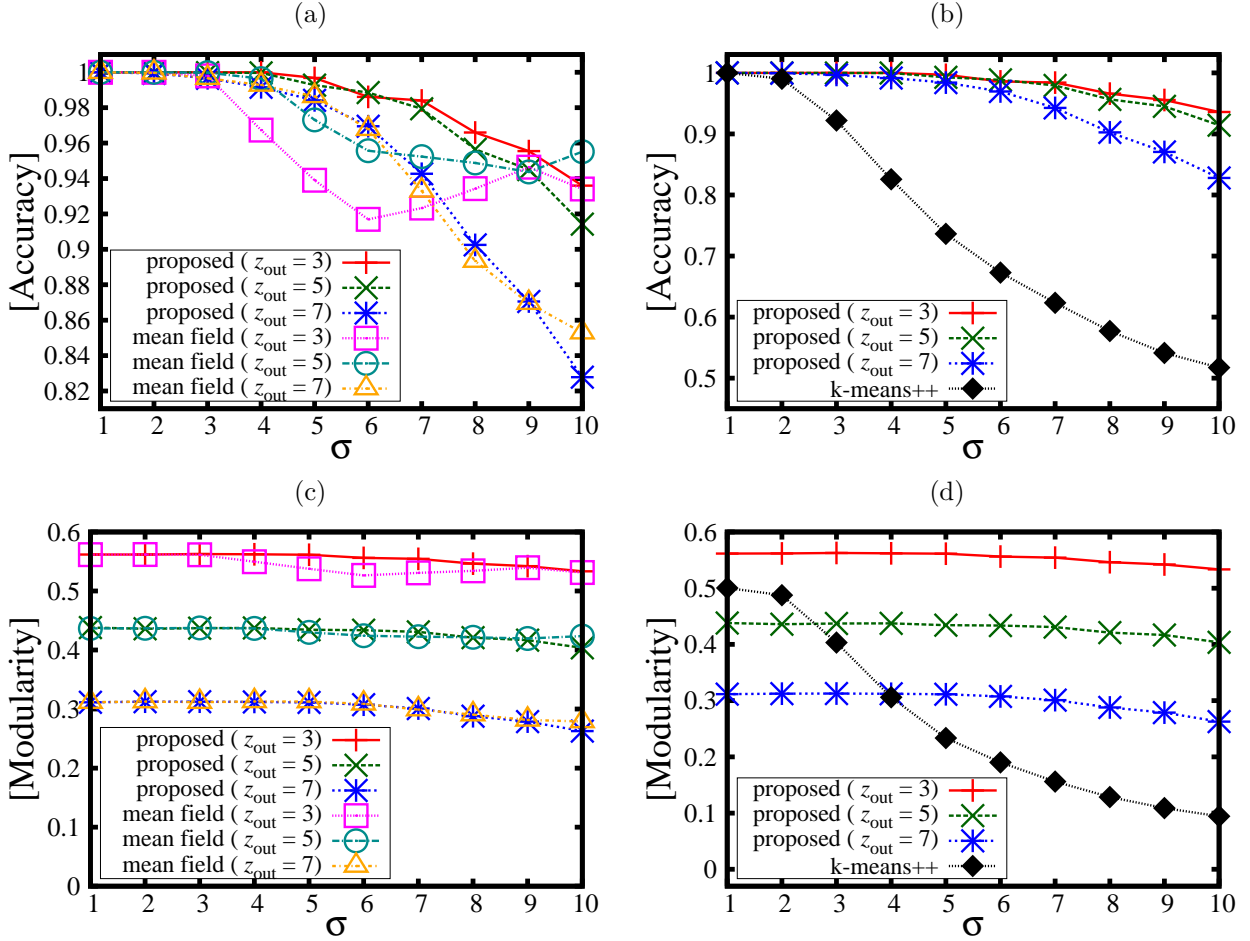 (a)
[Accuracy]
1
0.98
0.96
0.94
0.92
0.9
0.88
0.86
0.84
0.82
proposed ( z_out = 3)
proposed ( z_out = 5)
proposed ( z_out = 7)
mean field ( z_out = 3)
mean field ( z_out = 5)
mean field ( z_out = 7)
1 2 3 4 5 6 7 8 9 10
σ
(b)
[Accuracy]
1
0.9
0.8
0.7
0.6
0.5
proposed ( z_out = 3)
proposed ( z_out = 5)
proposed ( z_out = 7)
k-means++
1 2 3 4 5 6 7 8 9 10
σ
(c)
[Modularity]
0.6
0.5
0.4
0.3
0.2
0.1
0
proposed ( z_out = 3)
proposed ( z_out = 5)
proposed ( z_out = 7)
mean field ( z_out = 3)
mean field ( z_out = 5)
mean field ( z_out = 7)
1 2 3 4 5 6 7 8 9 10
σ
(d)
[Modularity]
0.6
0.5
0.4
0.3
0.2
0.1
0
proposed ( z_out = 3)
proposed ( z_out = 5)
proposed ( z_out = 7)
k-means++
1 2 3 4 5 6 7 8 9 10
σ